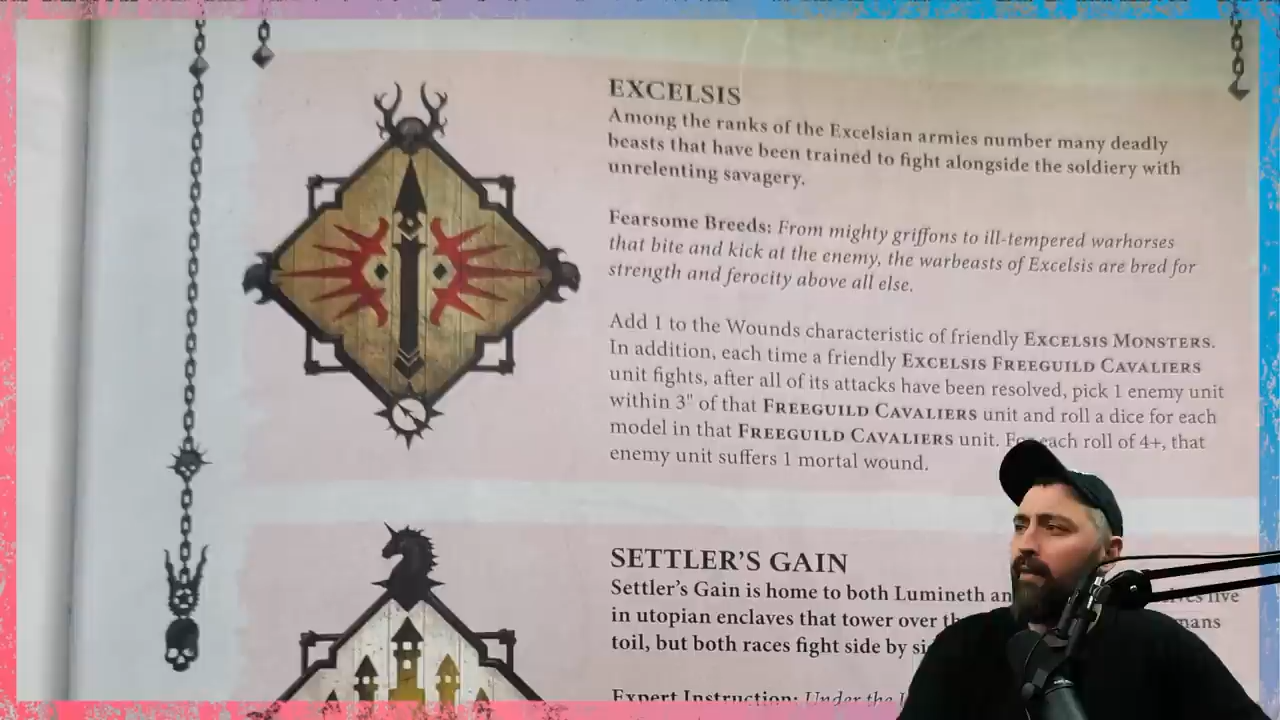 EXCELSIS
Among the ranks of the Excelsian armies number many deadly
beasts that have been trained to fight alongside the soldiery with
unrelenting savagery.
Fearsome Breeds: From mighty griffons to ill-tempered warhorses
that bite and kick at the enemy, the warbeasts of Excelsis are bred for
strength and ferocity above all else.
Add 1 to the Wounds characteristic of friendly EXCELSIS MONSTERS.
In addition, each time a friendly EXCELSIS FREEGUILD CAVALIERS
unit fights, after all of its attacks have been resolved, pick 1 enemy unit
within 3" of that FREEGUILD CAVALIERS unit and roll a dice for each
model in that FREEGUILD CAVALIERS unit. For each roll of 4+, that
enemy unit suffers 1 mortal wound.
SETTLER'S GAIN
Settler's Gain is home to both Lumineth live
in utopian enclaves that tower over
toil, but both races fight side by
Expert Instruction: Under the